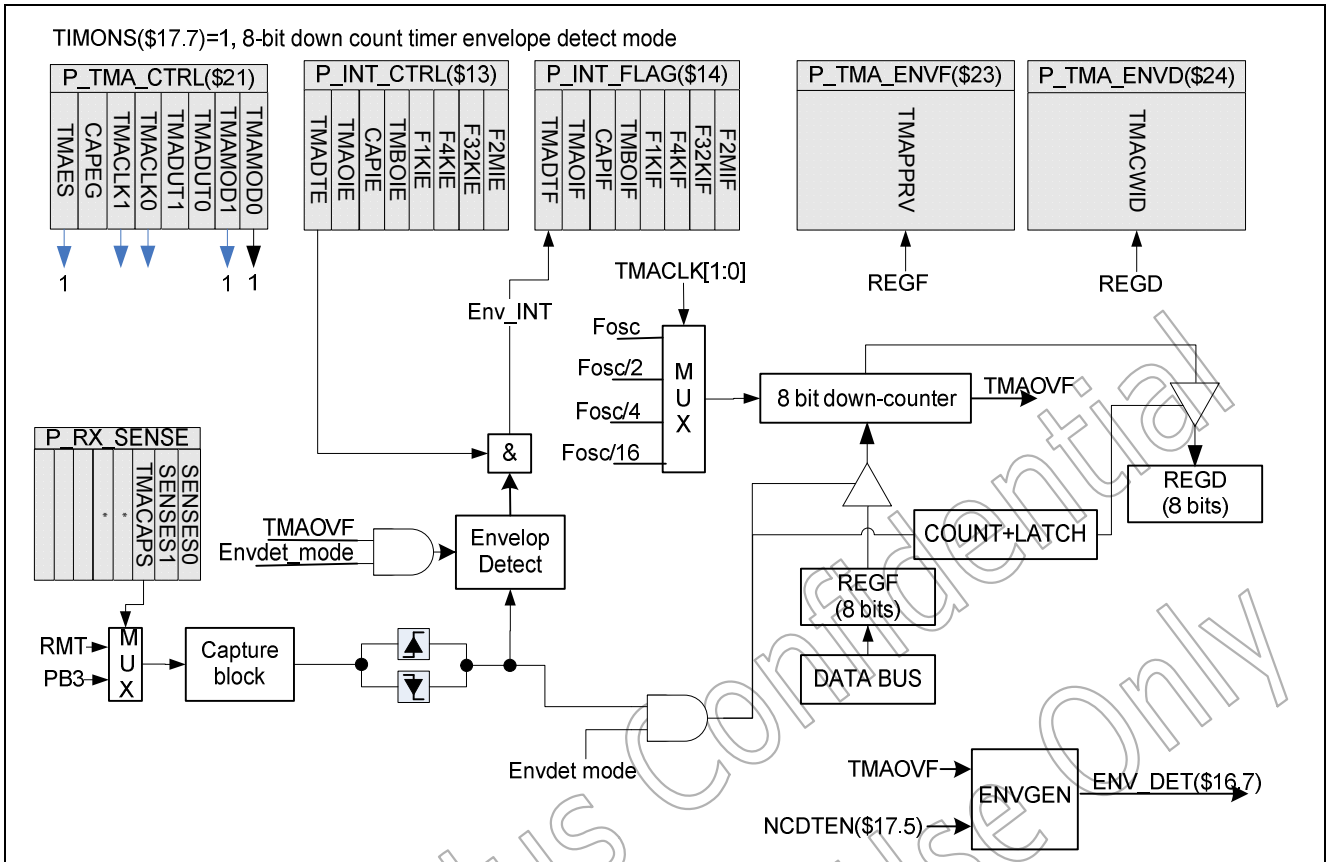 TIMONS($17.7)=1, 8-bit down count timer envelope detect mode
P_TMA_CTRL($21)
TMAES
CAPEG
TMACLK1
TMACLK0
TMADUT1
TMADUT0
TMAMOD1
TMAMOD0
1
1
1
P_INT_CTRL($13)
TMADTE
TMAOIE
CAPIE
TMBOIE
F1KIE
F4KIE
F32KIE
F2MIE
P_INT_FLAG($14)
TMADTF
TMAOIF
CAPIF
TMBOIF
F1KIF
F4KIF
F32KIF
F2MIF
P_TMA_ENVF($23)
TMAPPRV
REGF
P_TMA_ENVD($24)
TMACWID
REGD
Env_INT
TMACLK[1:0]
Fosc
Fosc/2
Fosc/4
Fosc/16
MUX
8 bit down-counter
TMAOVF
REGD
(8 bits)
COUNT+LATCH
REGF
(8 bits)
DATA BUS
&
P_RX_SENSE
*
*
TMACAPS
SENSES1
SENSES0
TMAOVF
Envdet_mode
Envelop
Detect
RMT
PB3
MUX
Capture
block
Envdet mode
TMAOVF
NCDTEN($17.5)
ENVGEN
ENV_DET($16.7)
us Confidential
Use Only